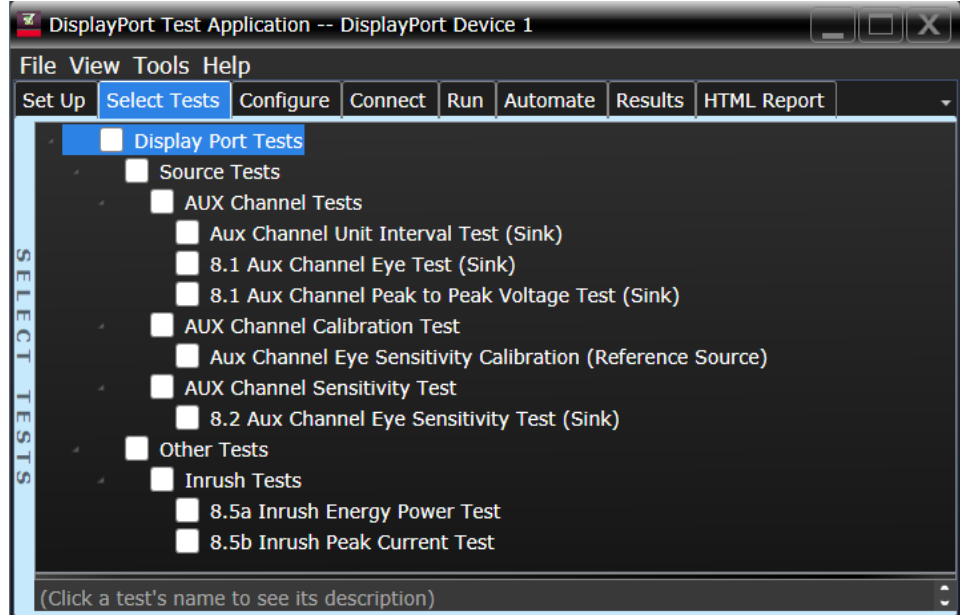 DisplayPort Test Application -- DisplayPort Device 1
File View Tools Help
Set Up Select Tests Configure Connect Run Automate Results HTML Report
SELECT TESTS
Display Port Tests
Source Tests
AUX Channel Tests
Aux Channel Unit Interval Test (Sink)
8.1 Aux Channel Eye Test (Sink)
8.1 Aux Channel Peak to Peak Voltage Test (Sink)
AUX Channel Calibration Test
Aux Channel Eye Sensitivity Calibration (Reference Source)
AUX Channel Sensitivity Test
8.2 Aux Channel Eye Sensitivity Test (Sink)
Other Tests
Inrush Tests
8.5a Inrush Energy Power Test
8.5b Inrush Peak Current Test
(Click a test's name to see its description)